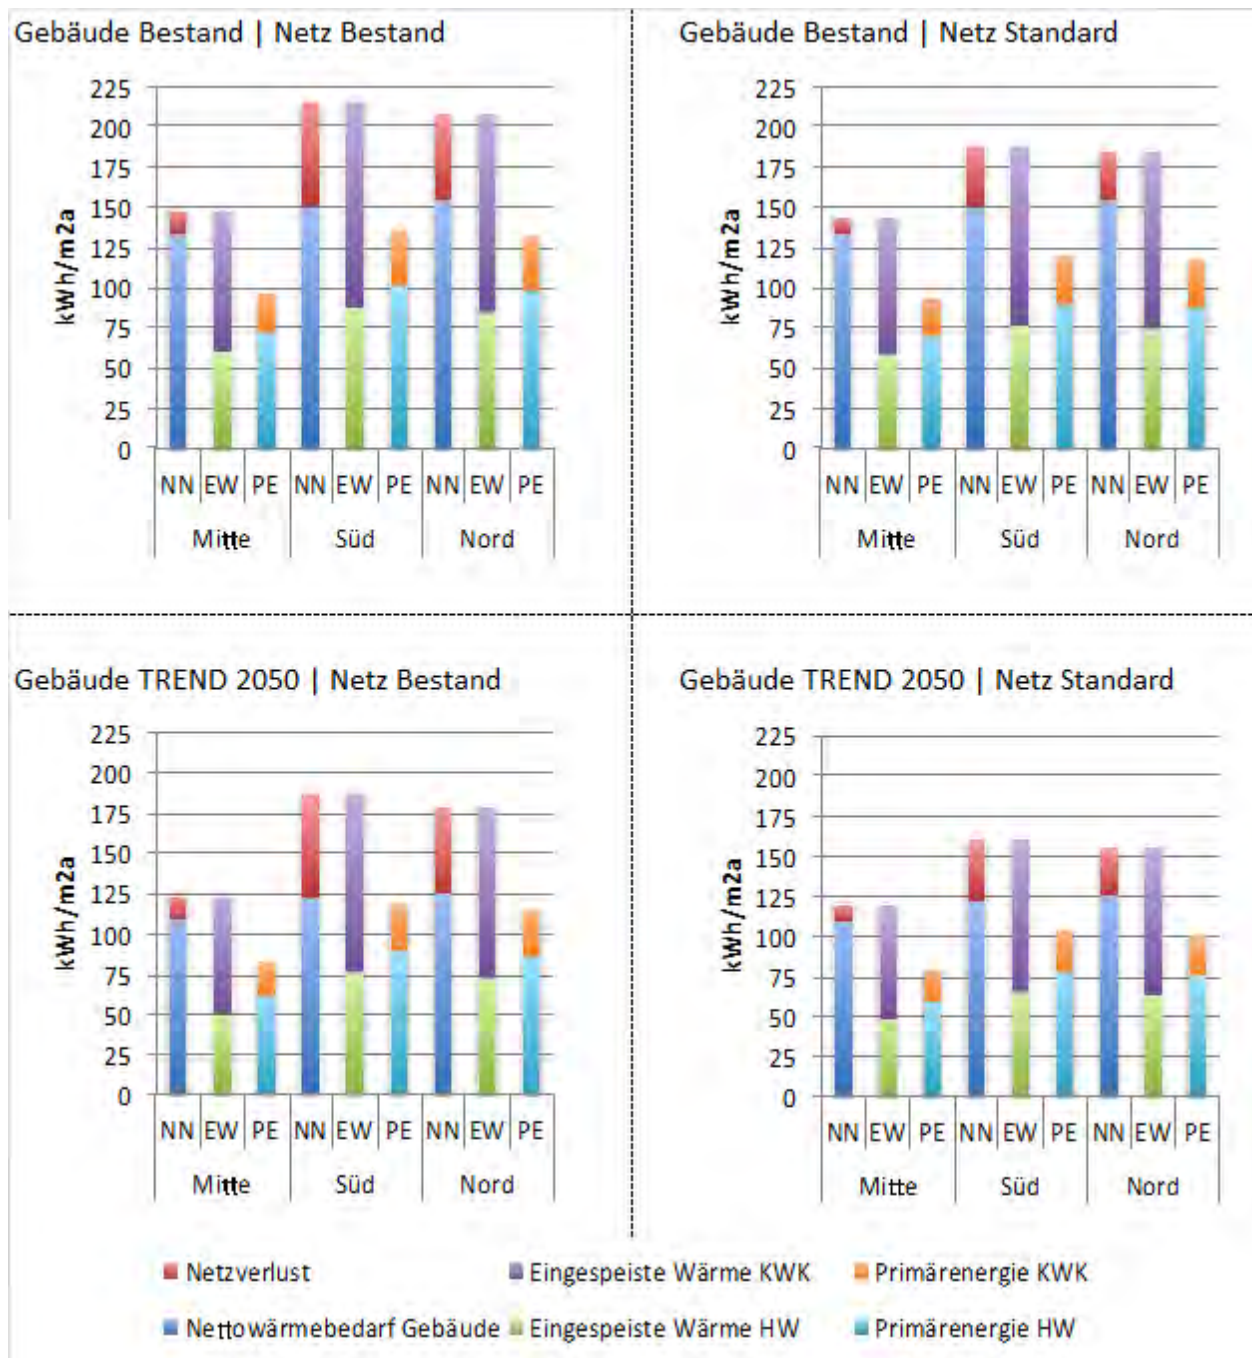 Gebäude Bestand | Netz Bestand
225
200
175
150
125
100
75
50
25
0
kWh/m2a
NN EW PE NN EW PE NN EW PE
Mitte Süd Nord
Gebäude Bestand | Netz Standard
225
200
175
150
125
100
75
50
25
0
kWh/m2a
NN EW PE NN EW PE NN EW PE
Mitte Süd Nord
Gebäude TREND 2050 | Netz Bestand
225
200
175
150
125
100
75
50
25
0
kWh/m2a
NN EW PE NN EW PE NN EW PE
Mitte Süd Nord
Gebäude TREND 2050 | Netz Standard
225
200
175
150
125
100
75
50
25
0
kWh/m2a
NN EW PE NN EW PE NN EW PE
Mitte Süd Nord
Netzverlust Eingespeiste Wärme KWK Primärenergie KWK
Nettowärmebedarf Gebäude Eingespeiste Wärme HW Primärenergie HW